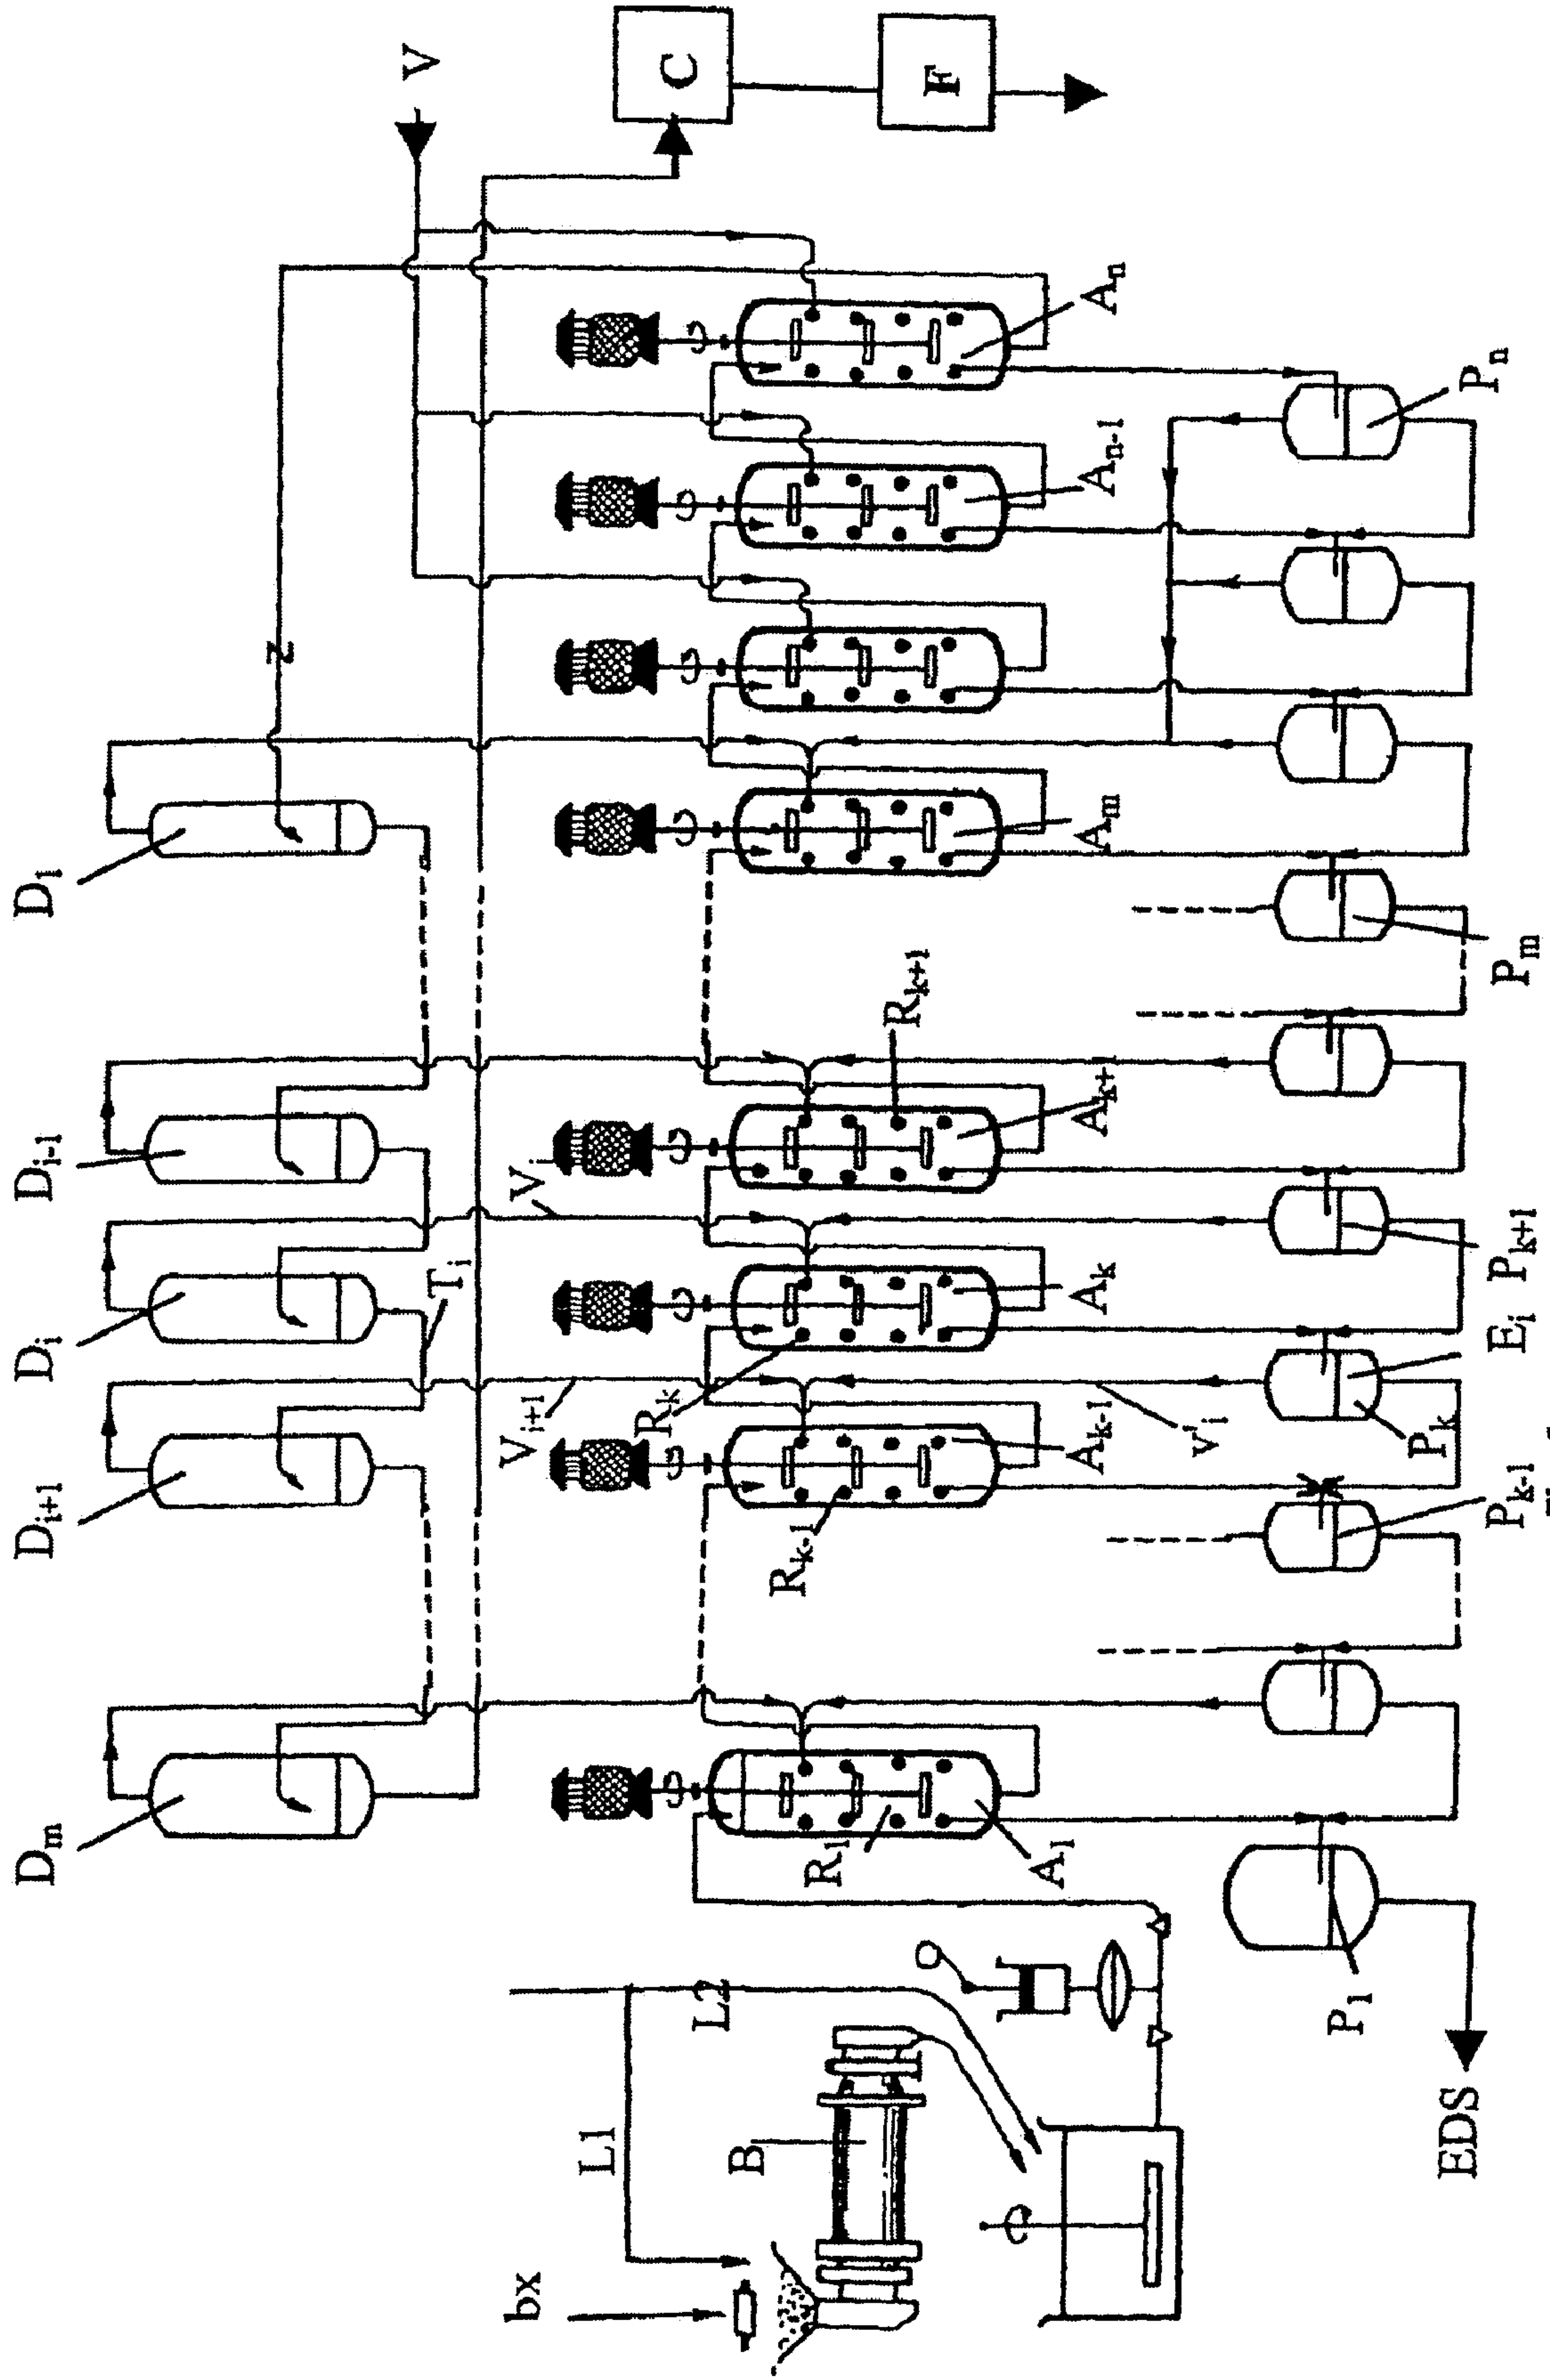 D1
Di-1
Di
Di+1
Dm
V
C
F
Z
Ti
Vi
Vi+1
An
An-1
Am
Rk+1
Ak+1
Ak
Rk
Ak-1
Rk-1
R1
A1
v'i
Pn
Pm
Pk+1
Ei
Pk
Pk-1
P1
EDS
L1
L2
B
bx